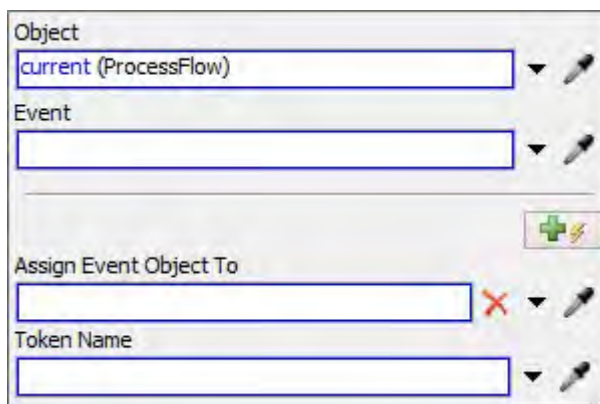 Object
current (ProcessFlow)
Event
Assign Event Object To
Token Name